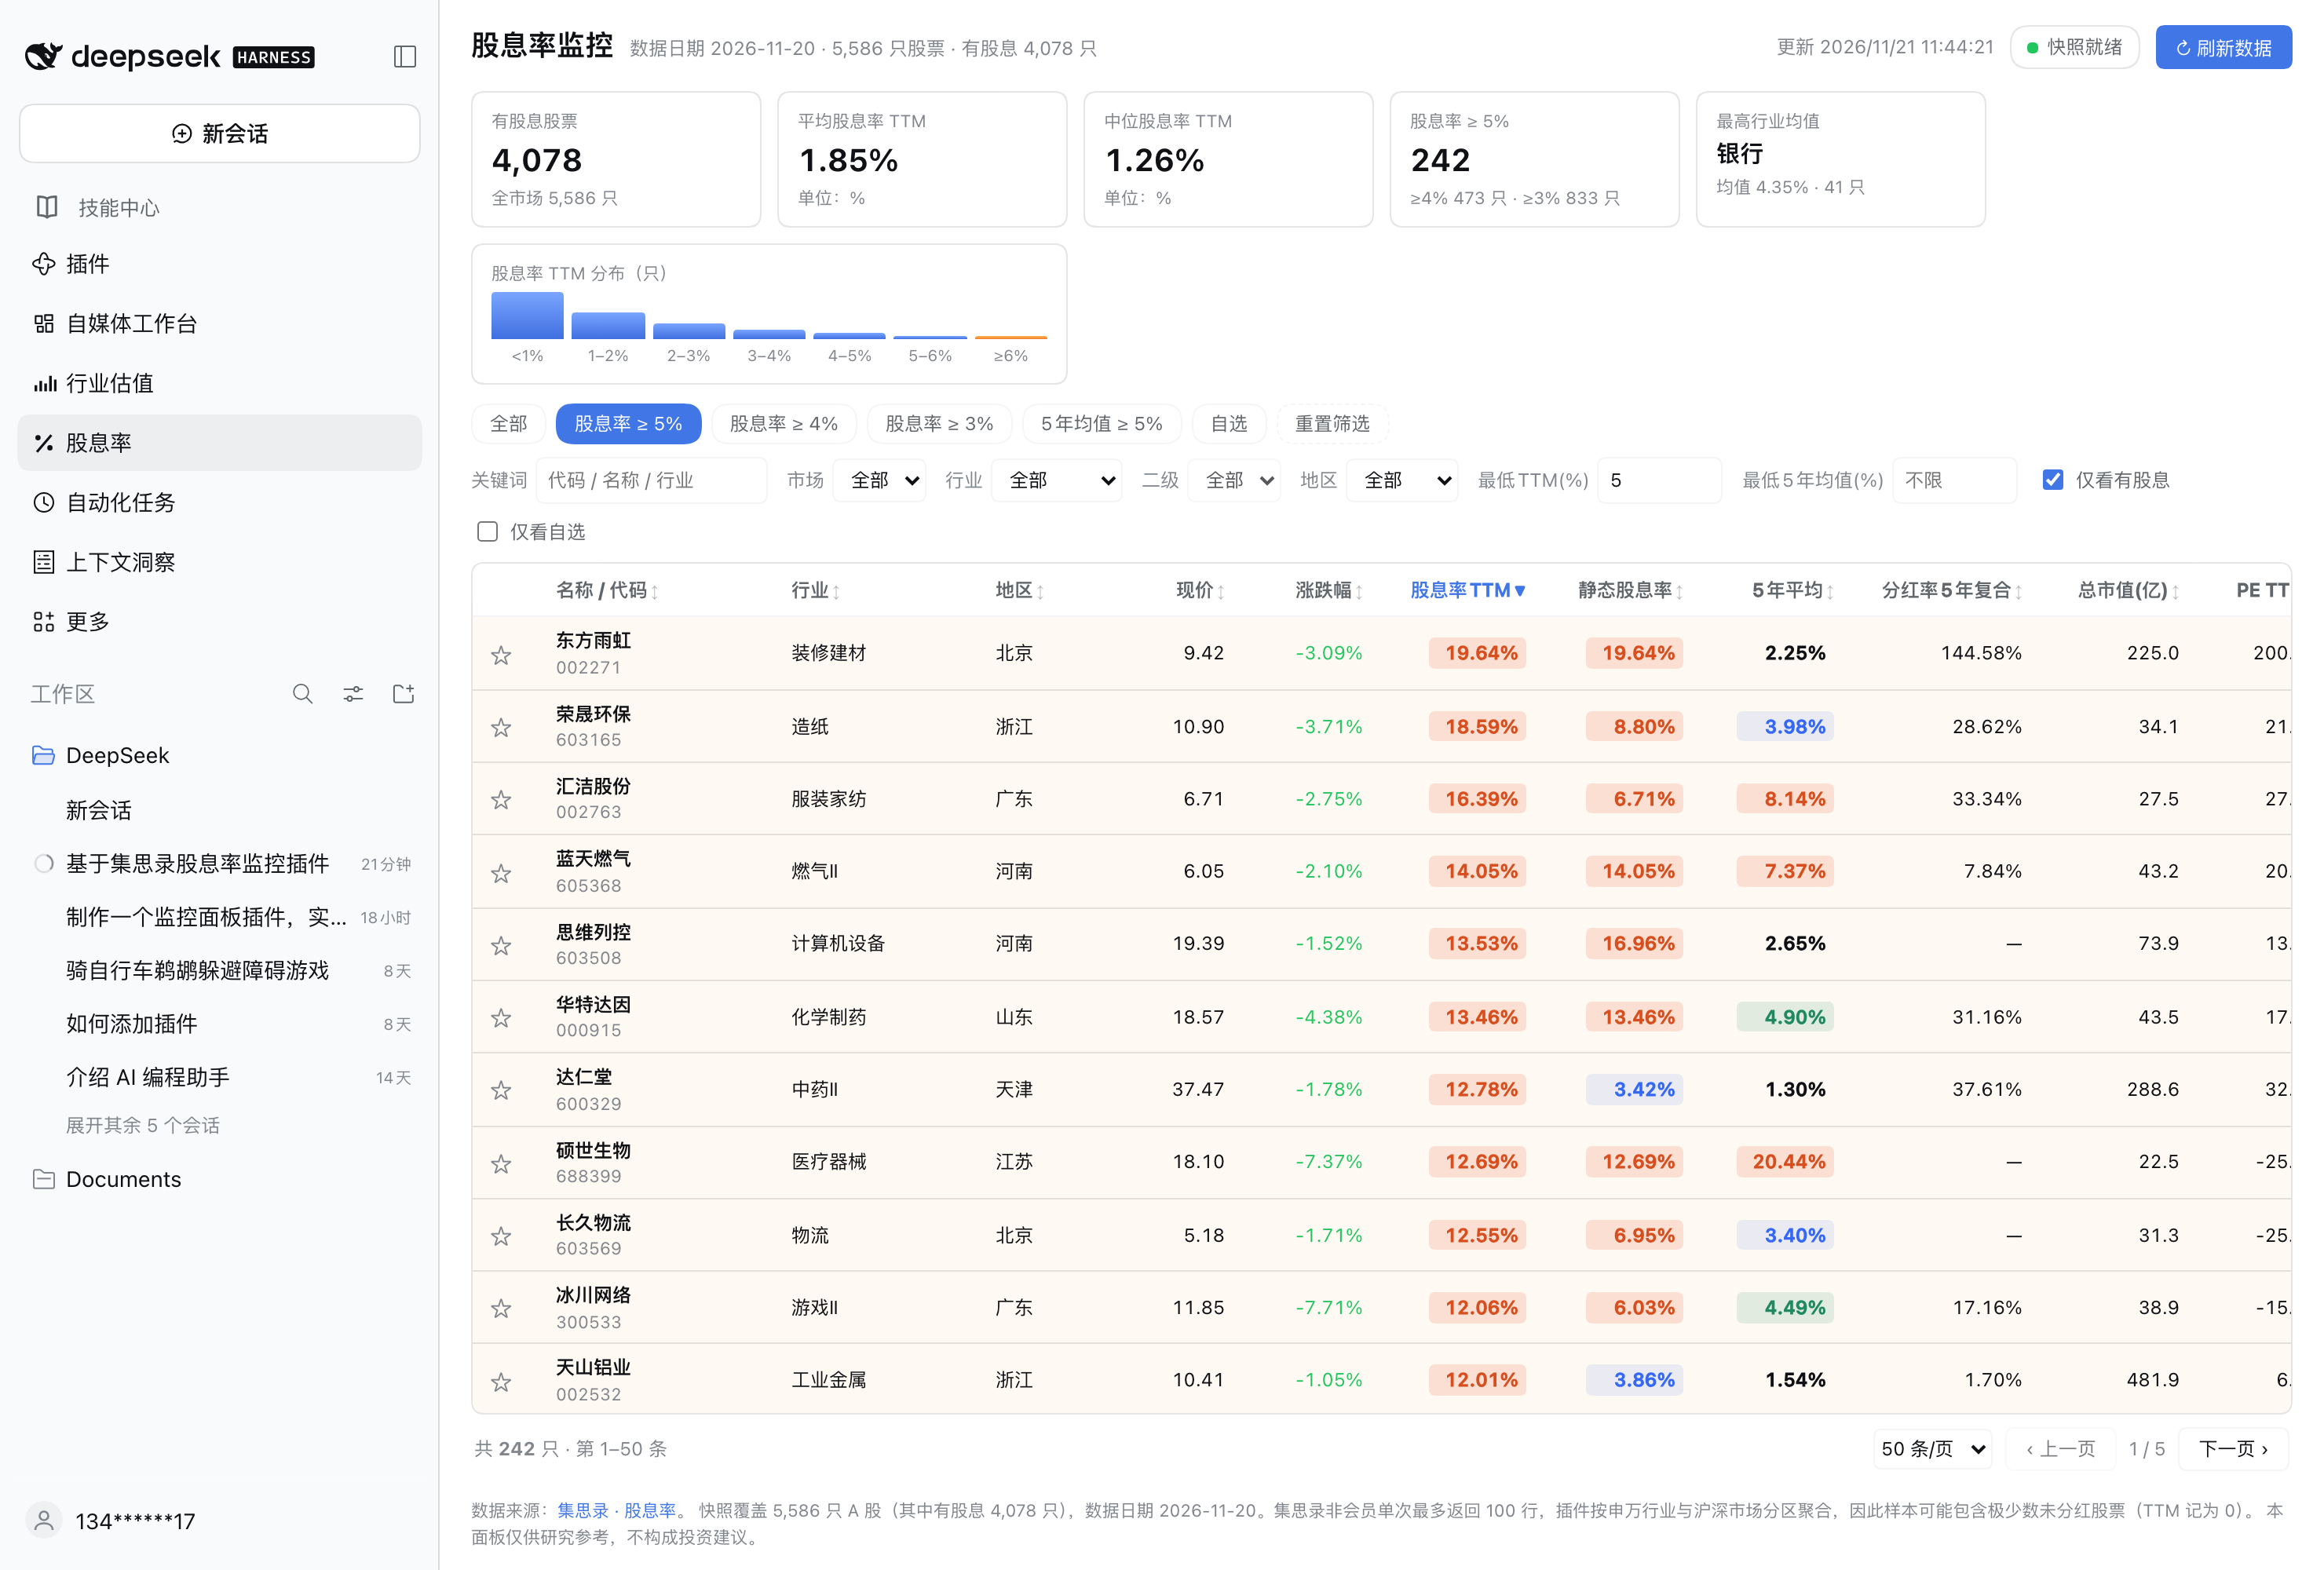 deepseek HARNESS
新会话
技能中心
插件
自媒体工作台
行业估值
股息率
自动化任务
上下文洞察
更多
工作区
DeepSeek
新会话
基于集思录股息率监控插件 21分钟
制作一个监控面板插件，实... 18小时
骑自行车鹈鹕躲避障碍游戏 8天
如何添加插件 8天
介绍 AI 编程助手 14天
展开其余 5 个会话
Documents
134******17
股息率监控 数据日期 2026-11-20 · 5,586 只股票 · 有股息 4,078 只
更新 2026/11/21 11:44:21 快照就绪 刷新数据
有股息股票
4,078
全市场 5,586 只
平均股息率 TTM
1.85%
单位：%
中位股息率 TTM
1.26%
单位：%
股息率 ≥ 5%
242
≥4% 473 只 · ≥3% 833 只
最高行业均值
银行
均值 4.35% · 41 只
股息率 TTM 分布（只）
<1% 1–2% 2–3% 3–4% 4–5% 5–6% ≥6%
全部 股息率 ≥ 5% 股息率 ≥ 4% 股息率 ≥ 3% 5年均值 ≥ 5% 自选 重置筛选
关键词 代码 / 名称 / 行业 市场 全部 行业 全部 二级 全部 地区 全部 最低TTM(%) 5 最低5年均值(%) 不限 仅看有股息
仅看自选
名称 / 代码↕ 行业↕ 地区↕ 现价↕ 涨跌幅↕ 股息率TTM▼ 静态股息率↕ 5年平均↕ 分红率5年复合↕ 总市值(亿)↕ PE TT
东方雨虹 002271 装修建材 北京 9.42 -3.09% 19.64% 19.64% 2.25% 144.58% 225.0 200.
荣晟环保 603165 造纸 浙江 10.90 -3.71% 18.59% 8.80% 3.98% 28.62% 34.1 21.
汇洁股份 002763 服装家纺 广东 6.71 -2.75% 16.39% 6.71% 8.14% 33.34% 27.5 27.
蓝天燃气 605368 燃气II 河南 6.05 -2.10% 14.05% 14.05% 7.37% 7.84% 43.2 20.
思维列控 603508 计算机设备 河南 19.39 -1.52% 13.53% 16.96% 2.65% — 73.9 13.
华特达因 000915 化学制药 山东 18.57 -4.38% 13.46% 13.46% 4.90% 31.16% 43.5 17.
达仁堂 600329 中药II 天津 37.47 -1.78% 12.78% 3.42% 1.30% 37.61% 288.6 32.
硕世生物 688399 医疗器械 江苏 18.10 -7.37% 12.69% 12.69% 20.44% — 22.5 -25.
长久物流 603569 物流 北京 5.18 -1.71% 12.55% 6.95% 3.40% — 31.3 -25.
冰川网络 300533 游戏II 广东 11.85 -7.71% 12.06% 6.03% 4.49% 17.16% 38.9 -15.
天山铝业 002532 工业金属 浙江 10.41 -1.05% 12.01% 3.86% 1.54% 1.70% 481.9 6.
共 242 只 · 第 1–50 条
50 条/页 ‹ 上一页 1 / 5 下一页 ›
数据来源：集思录 · 股息率。 快照覆盖 5,586 只 A 股（其中有股息 4,078 只），数据日期 2026-11-20。集思录非会员单次最多返回 100 行，插件按申万行业与沪深市场分区聚合，因此样本可能包含极少数未分红股票（TTM 记为 0）。 本
面板仅供研究参考，不构成投资建议。